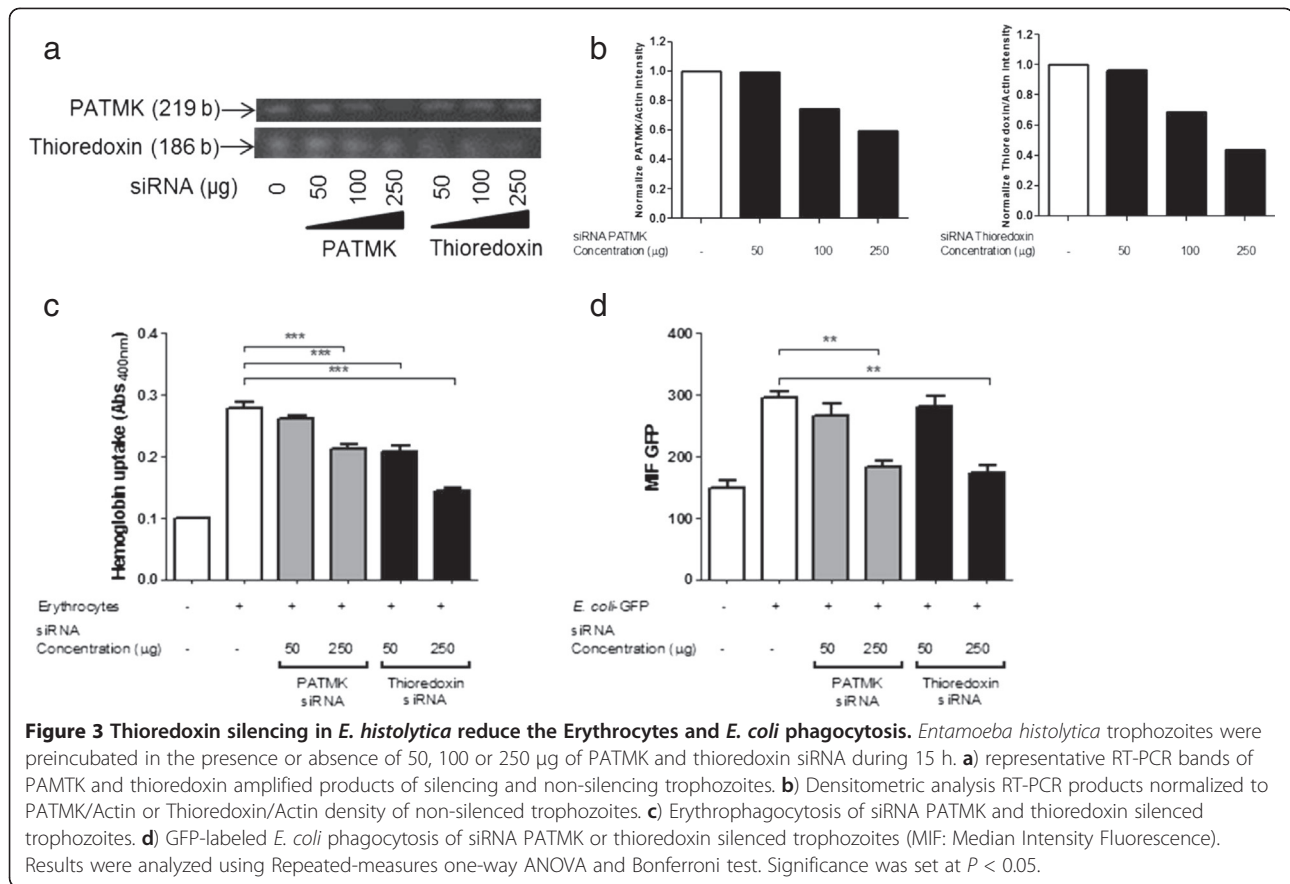 a
PATMK (219 b)
Thioredoxin (186 b)
siRNA (µg)
0
50
100
250
50
100
250
PATMK
Thioredoxin
b
Normalize PATMK/Actin Intensity
1.2
1.0
0.8
0.6
0.4
0.2
0.0
siRNA PATMK
Concentration (µg)
- 50 100 250
Normalize Thioredoxin/Actin Intensity
1.2
1.0
0.8
0.6
0.4
0.2
0.0
siRNA Thioredoxin
Concentration (µg)
- 50 100 250
c
Hemoglobin uptake (Abs 400nm)
0.4
0.3
0.2
0.1
0.0
***
***
***
Erythrocytes - + + + + +
siRNA
Concentration (µg) - - 50 250 50 250
PATMK Thioredoxin
siRNA siRNA
d
MIF GFP
400
300
200
100
0
**
**
E. coli-GFP - + + + + +
siRNA
Concentration (µg) - - 50 250 50 250
PATMK Thioredoxin
siRNA siRNA
Figure 3 Thioredoxin silencing in E. histolytica reduce the Erythrocytes and E. coli phagocytosis. Entamoeba histolytica trophozoites were
preincubated in the presence or absence of 50, 100 or 250 µg of PATMK and thioredoxin siRNA during 15 h. a) representative RT-PCR bands of
PAMTK and thioredoxin amplified products of silencing and non-silencing trophozoites. b) Densitometric analysis RT-PCR products normalized to
PATMK/Actin or Thioredoxin/Actin density of non-silenced trophozoites. c) Erythrophagocytosis of siRNA PATMK and thioredoxin silenced
trophozoites. d) GFP-labeled E. coli phagocytosis of siRNA PATMK or thioredoxin silenced trophozoites (MIF: Median Intensity Fluorescence).
Results were analyzed using Repeated-measures one-way ANOVA and Bonferroni test. Significance was set at P < 0.05.